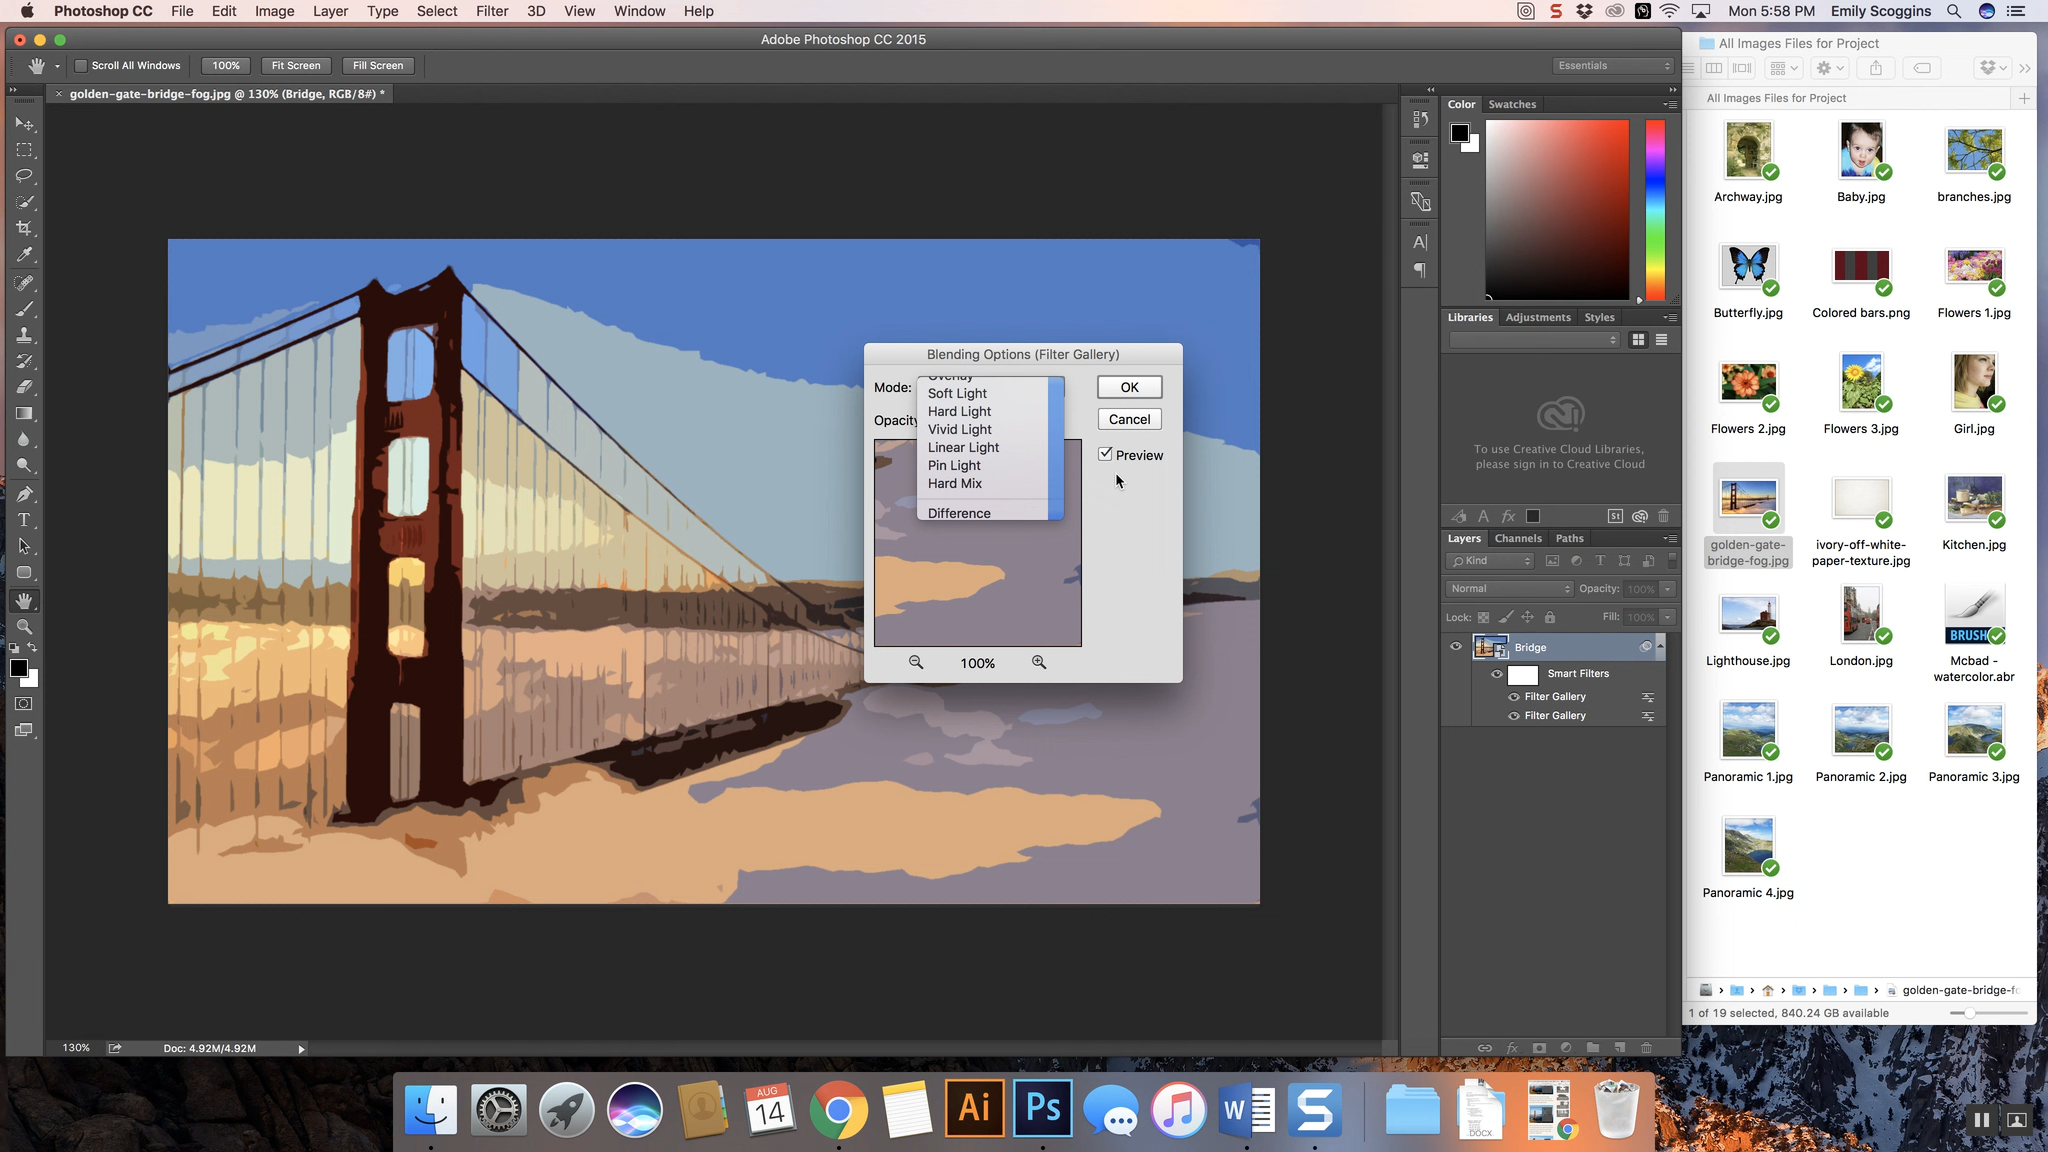 Photoshop CC File Edit Image Layer Type Select Filter 3D View Window Help
Mon 5:58 PM Emily Scoggins
Adobe Photoshop CC 2015
Scroll All Windows 100% Fit Screen Fill Screen
Essentials
golden-gate-bridge-fog.jpg @ 130% (Bridge, RGB/8#) *
Blending Options (Filter Gallery)
Mode:
Overlay
Soft Light
Hard Light
Vivid Light
Linear Light
Pin Light
Hard Mix
Difference
Opacity
OK
Cancel
Preview
100%
130% Doc: 4.92M/4.92M
Color Swatches
Libraries Adjustments Styles
To use Creative Cloud Libraries,
please sign in to Creative Cloud
St
Layers Channels Paths
Kind
Normal Opacity: 100%
Lock: Fill: 100%
Bridge
Smart Filters
Filter Gallery
Filter Gallery
All Images Files for Project
All Images Files for Project
Archway.jpg Baby.jpg branches.jpg
Butterfly.jpg Colored bars.png Flowers 1.jpg
Flowers 2.jpg Flowers 3.jpg Girl.jpg
golden-gate-
bridge-fog.jpg
ivory-off-white-
paper-texture.jpg
Kitchen.jpg
BRUSH
Lighthouse.jpg London.jpg
Mcbad -
watercolor.abr
Panoramic 1.jpg Panoramic 2.jpg Panoramic 3.jpg
Panoramic 4.jpg
golden-gate-bridge-fo
1 of 19 selected, 840.24 GB available
AUG
14
Ai
Ps
W
S
DOCX